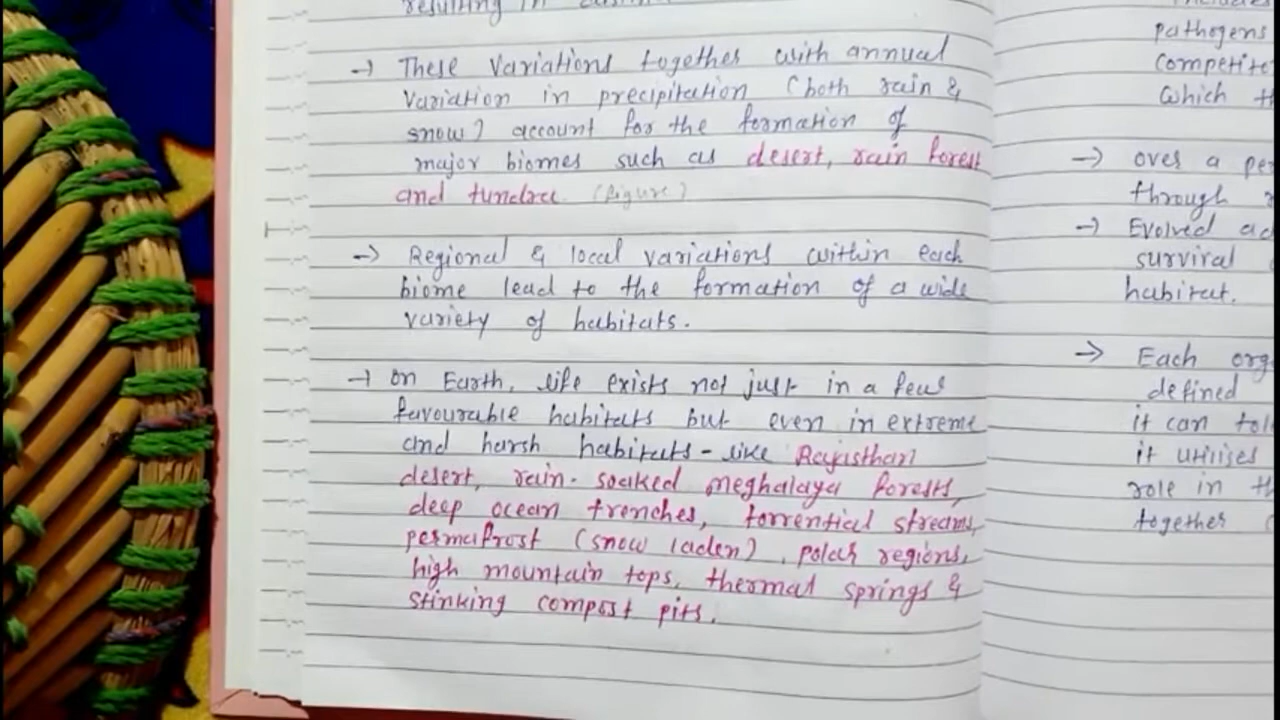 resulting in
→ These variations together with annual
variation in precipitation (both rain &
snow) account for the formation of
major biomes such as desert, rain forest
and tundra. (figure)
→ Regional & local variations within each
biome lead to the formation of a wide
variety of habitats.
→ On Earth, life exists not just in a few
favourable habitats but even in extreme
and harsh habitats - like Rajasthan
desert, rain-soaked meghalaya forests,
deep ocean trenches, torrential streams,
permafrost (snow laden), polar regions,
high mountain tops, thermal springs &
stinking compost pits.
pathogens
which
→ over a
through
→ Evolved
survival
habitat.
→ Each
defined
it can
it utilises
role in
together